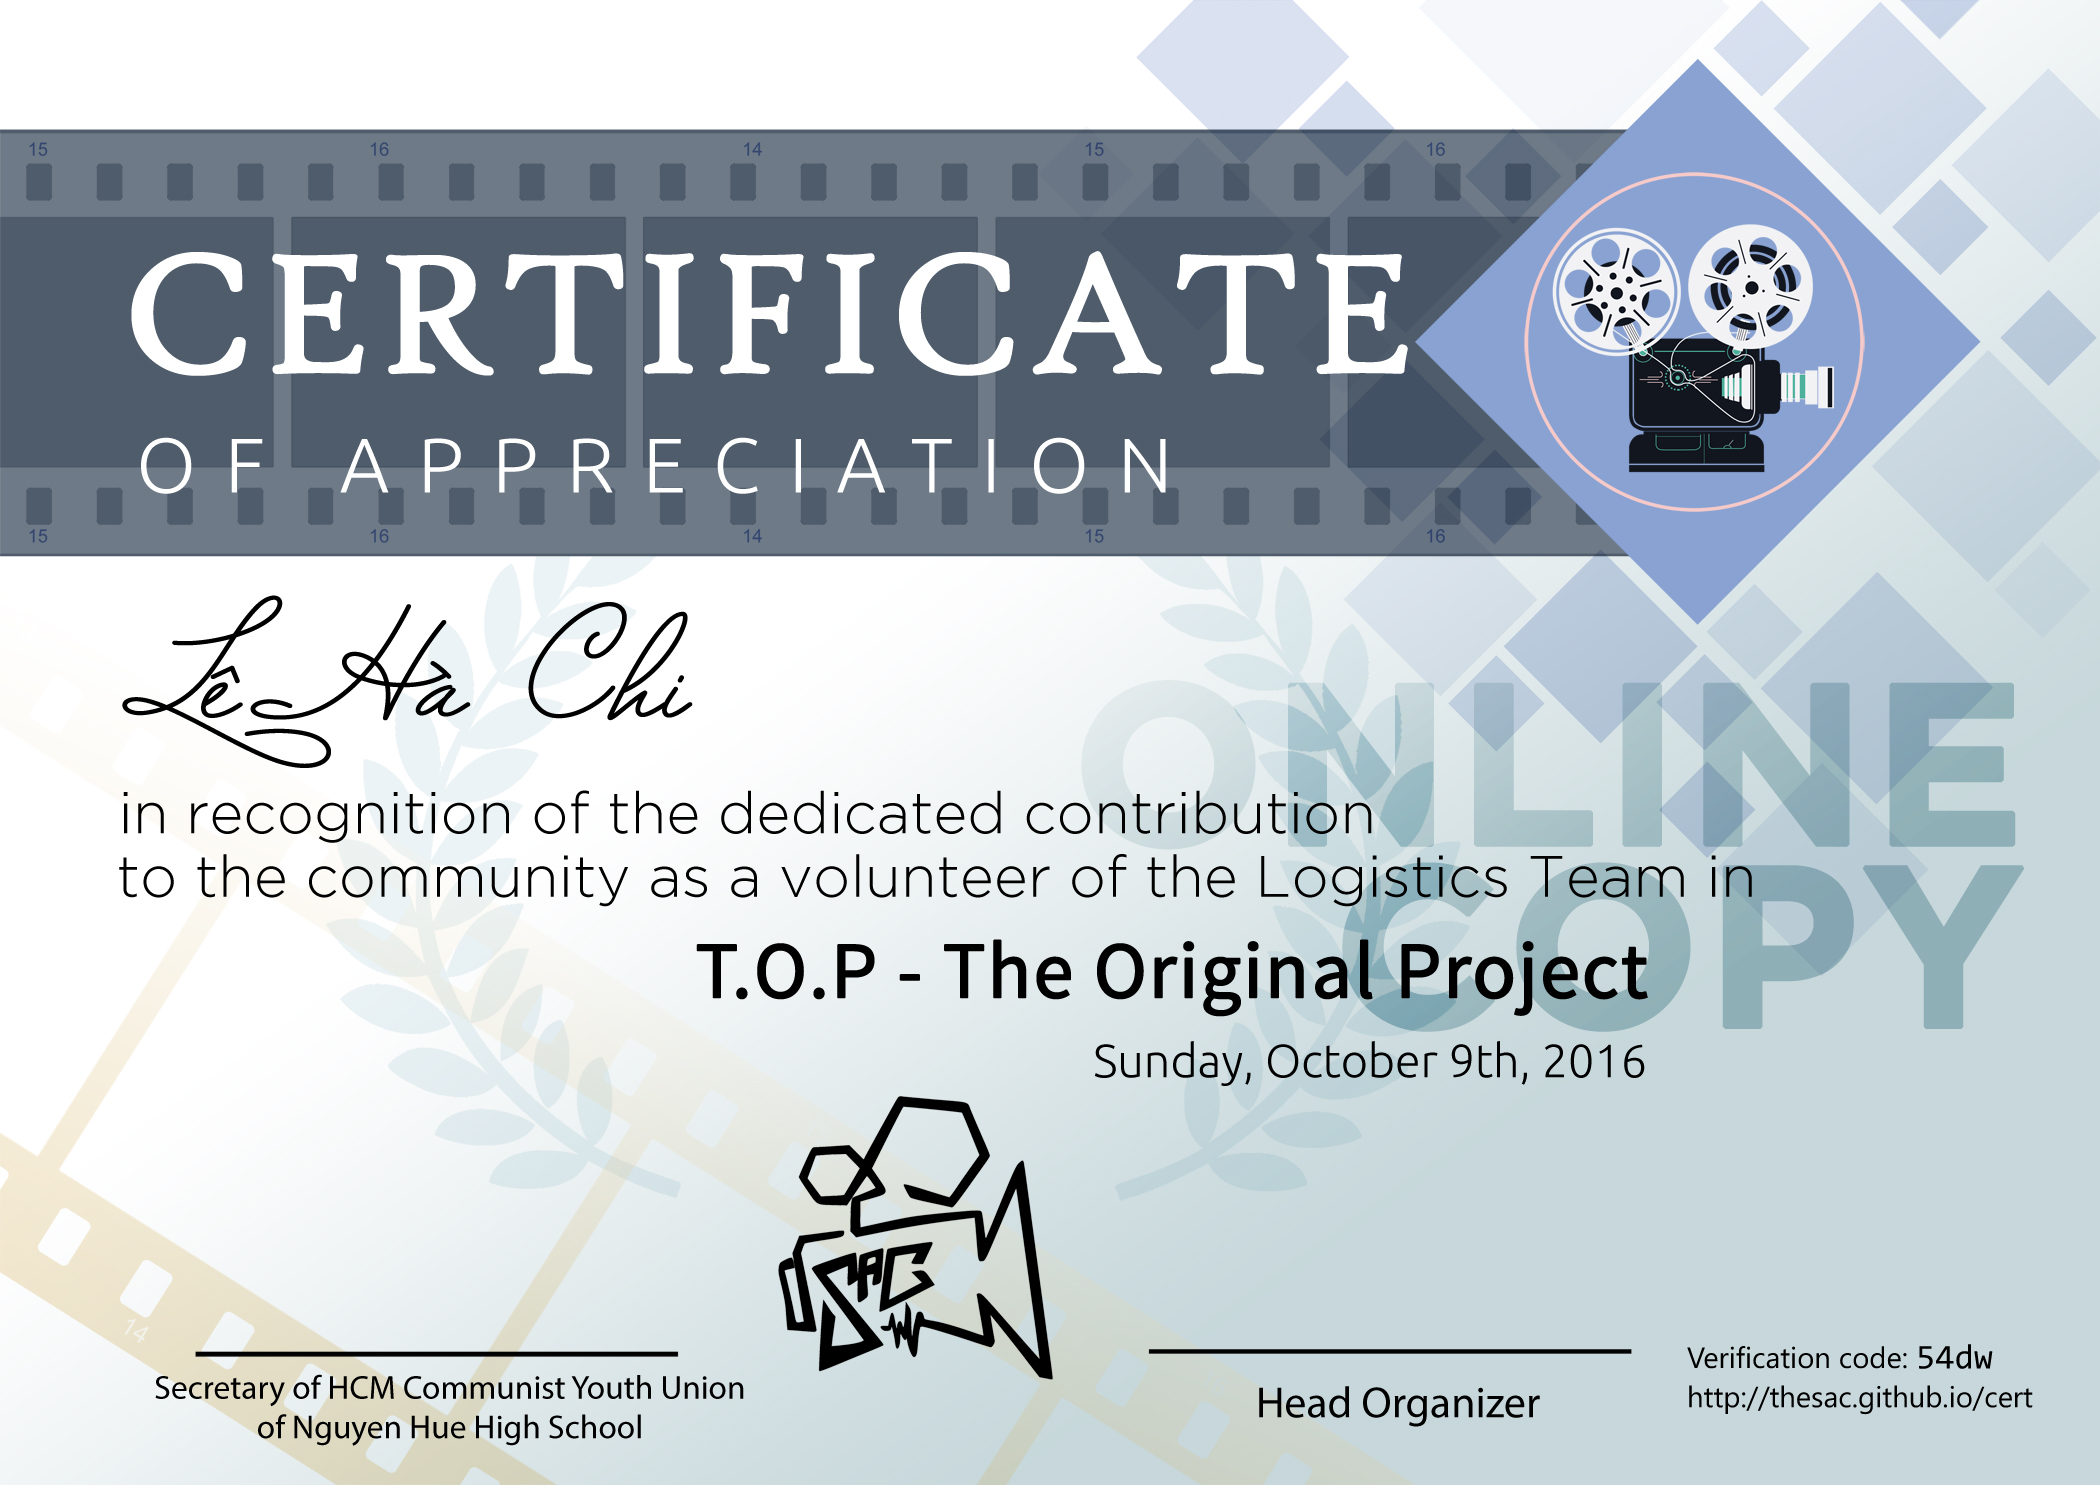 15 16 14 15 16
CERTIFICATE
OF APPRECIATION
15 16 14 15 16
Lê Hà Chi
ONLINE
COPY
in recognition of the dedicated contribution
to the community as a volunteer of the Logistics Team in
T.O.P - The Original Project
Sunday, October 9th, 2016
SAC
14
Secretary of HCM Communist Youth Union
of Nguyen Hue High School
Head Organizer
Verification code: 54dw
http://thesac.github.io/cert